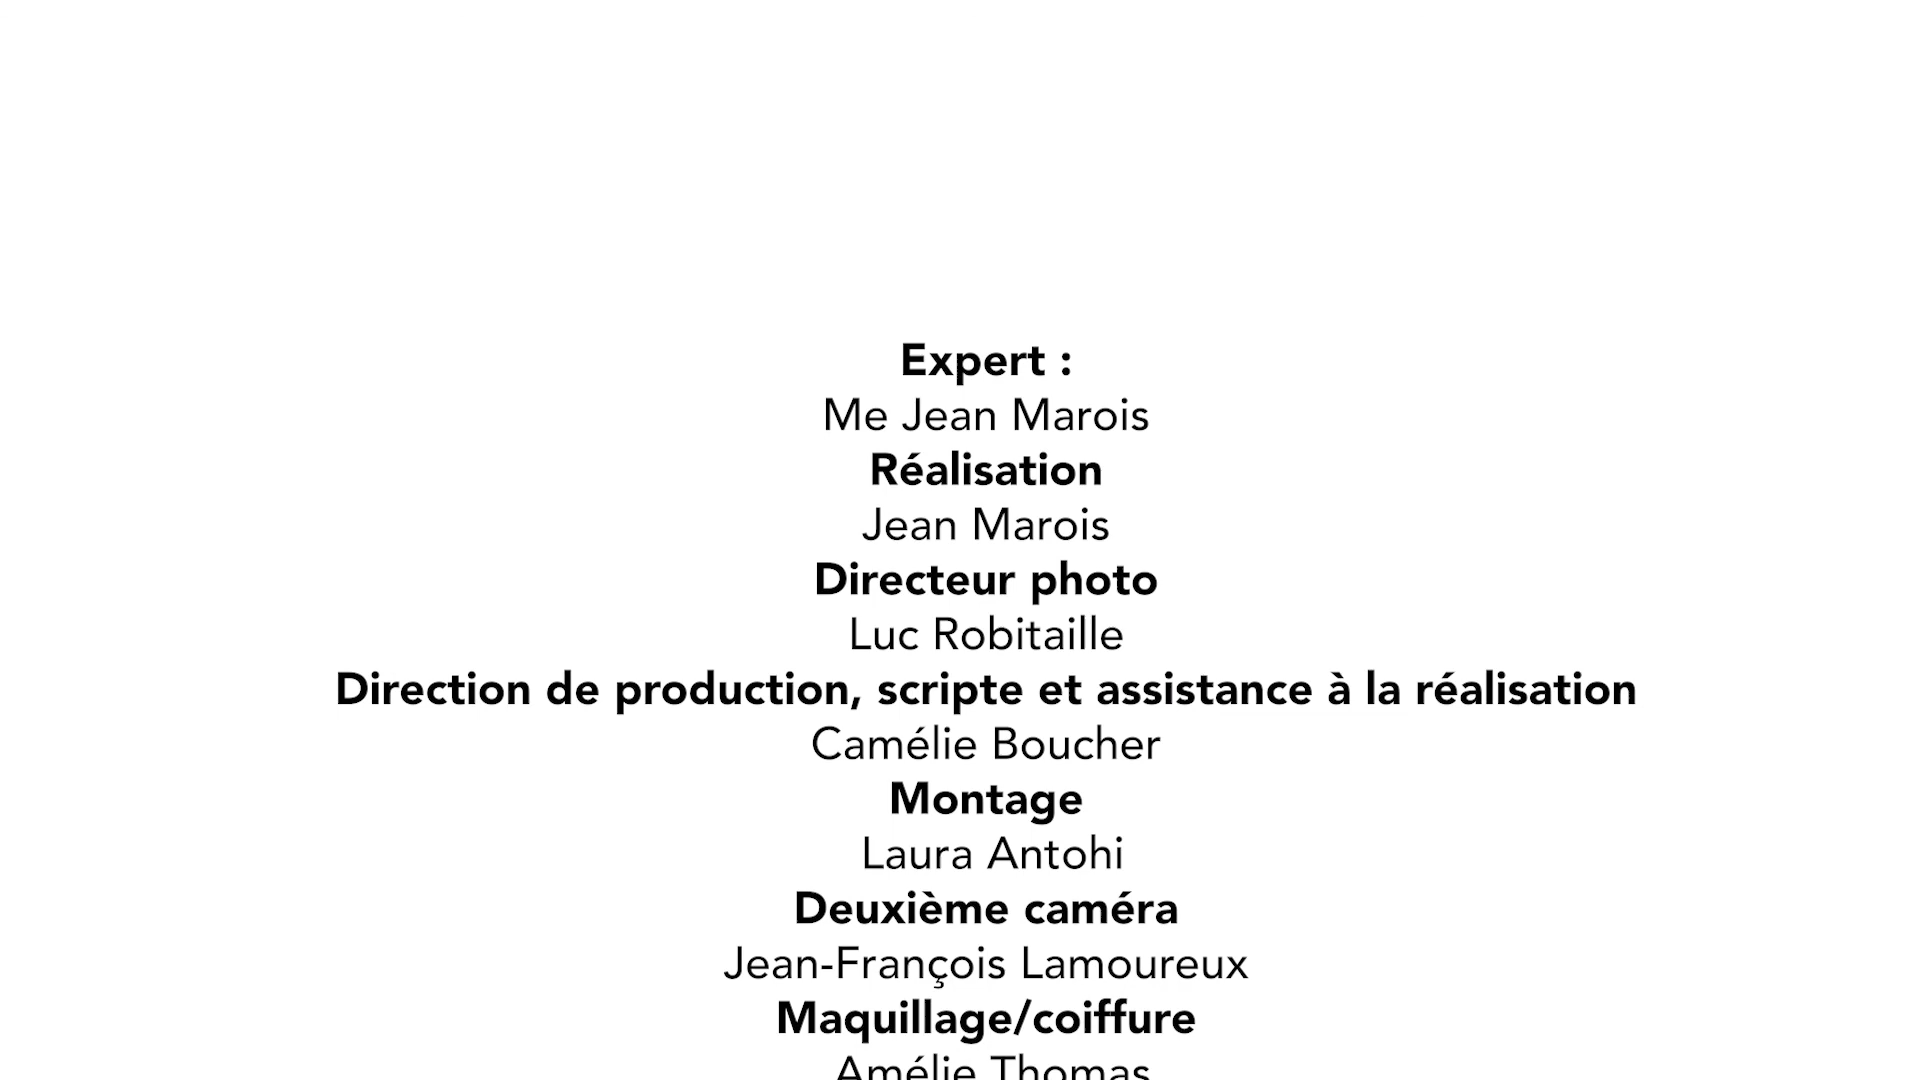 Expert :
Me Jean Marois
Réalisation
Jean Marois
Directeur photo
Luc Robitaille
Direction de production, scripte et assistance à la réalisation
Camélie Boucher
Montage
Laura Antohi
Deuxième caméra
Jean-François Lamoureux
Maquillage/coiffure
Amélie Thomas